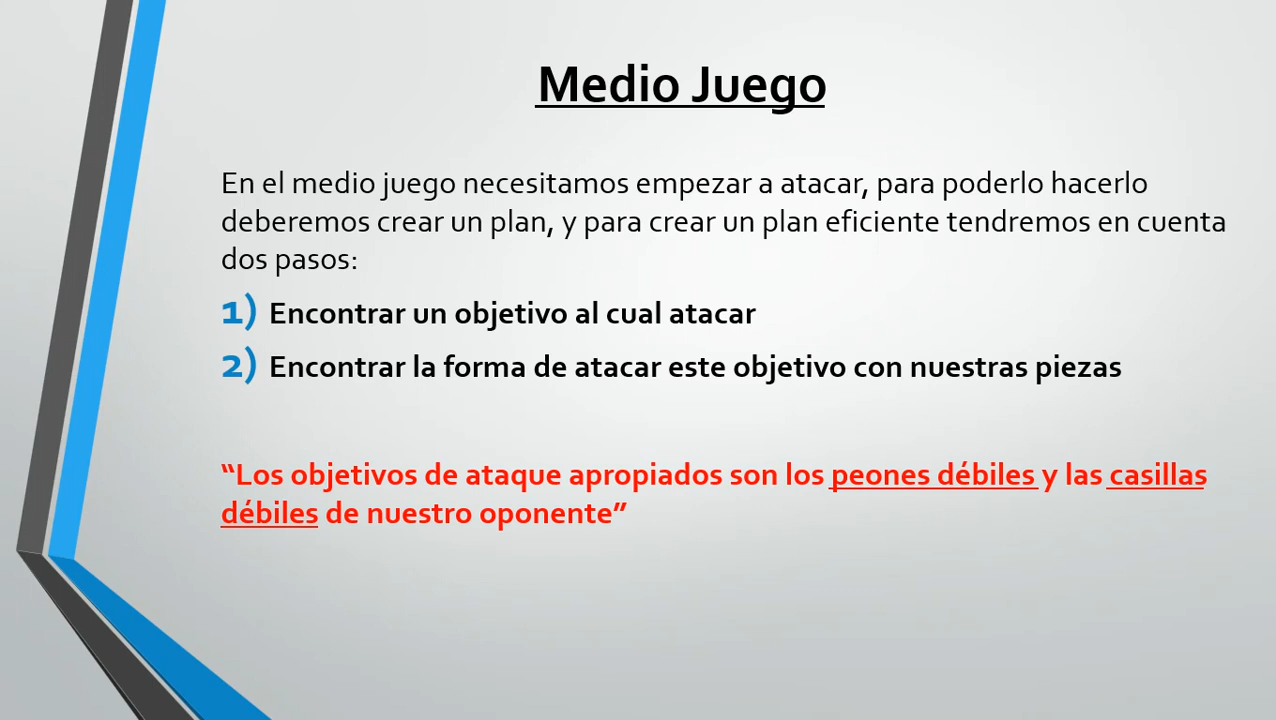 Medio Juego
En el medio juego necesitamos empezar a atacar, para poderlo hacerlo
deberemos crear un plan, y para crear un plan eficiente tendremos en cuenta
dos pasos:
1) Encontrar un objetivo al cual atacar
2) Encontrar la forma de atacar este objetivo con nuestras piezas
“Los objetivos de ataque apropiados son los peones débiles y las casillas
débiles de nuestro oponente”